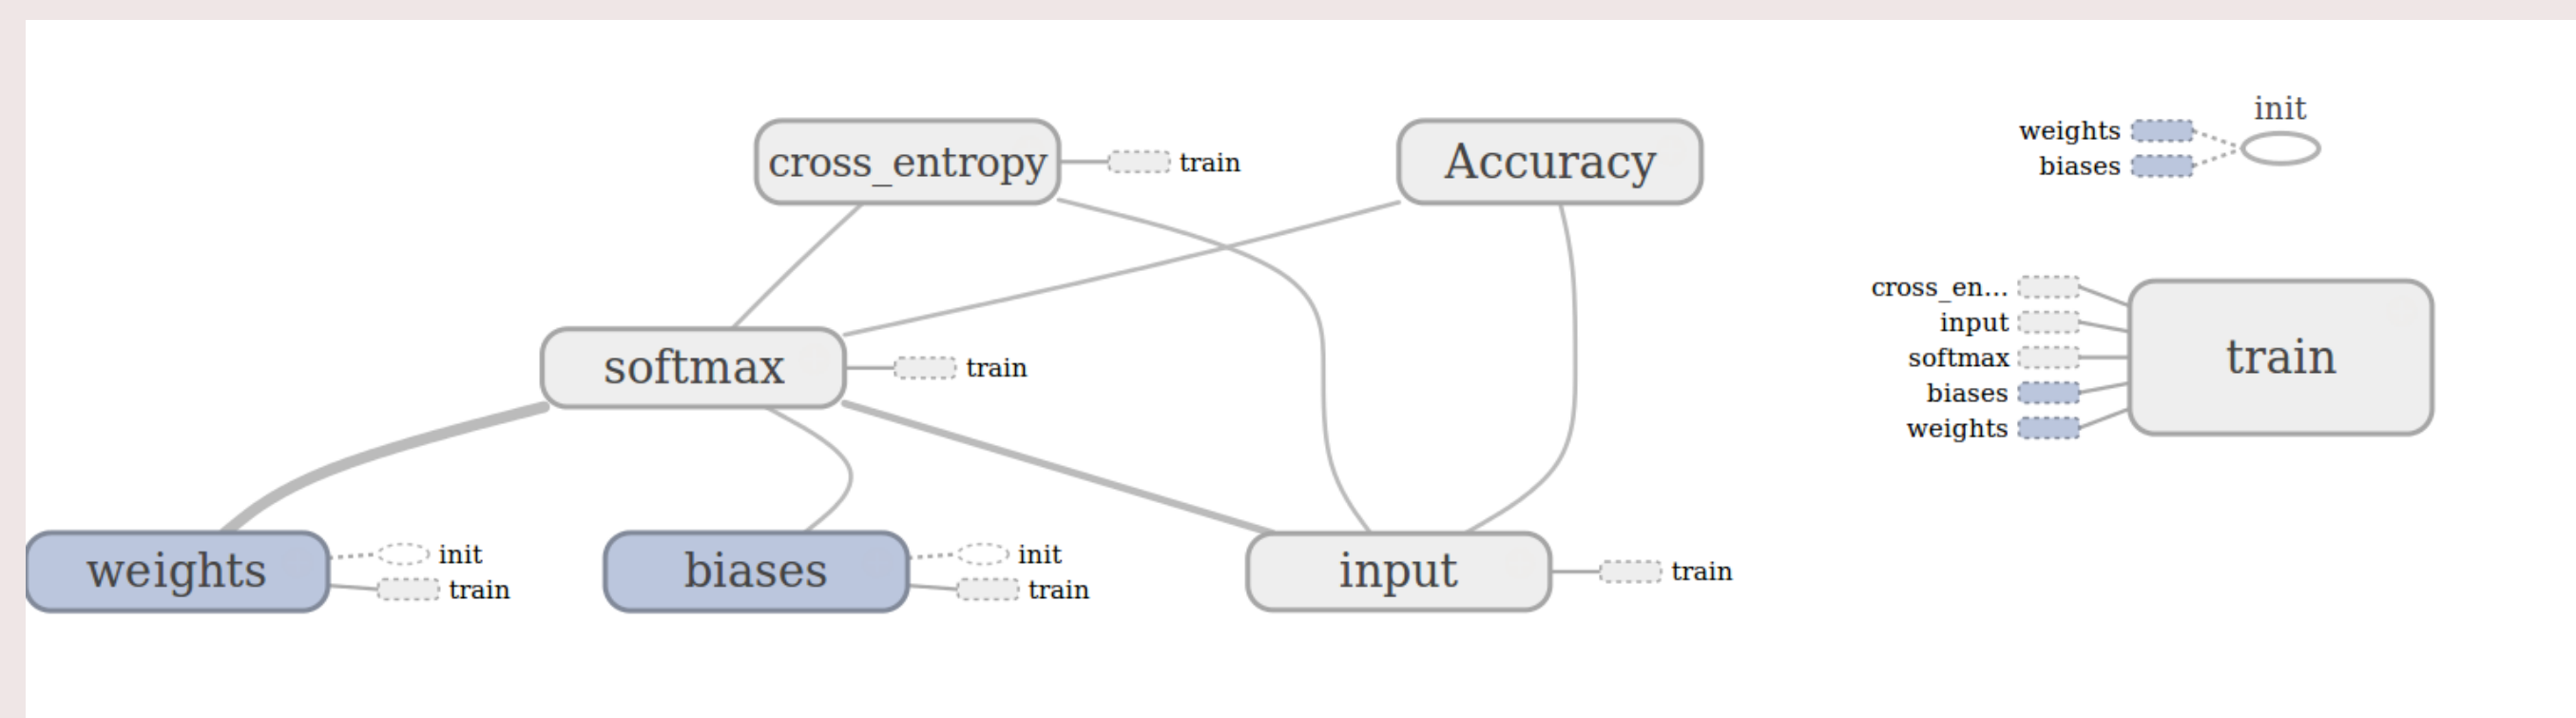 init
weights
biases
cross_entropy
train
Accuracy
cross_en...
input
softmax
biases
weights
train
softmax
train
weights
init
train
biases
init
train
input
train